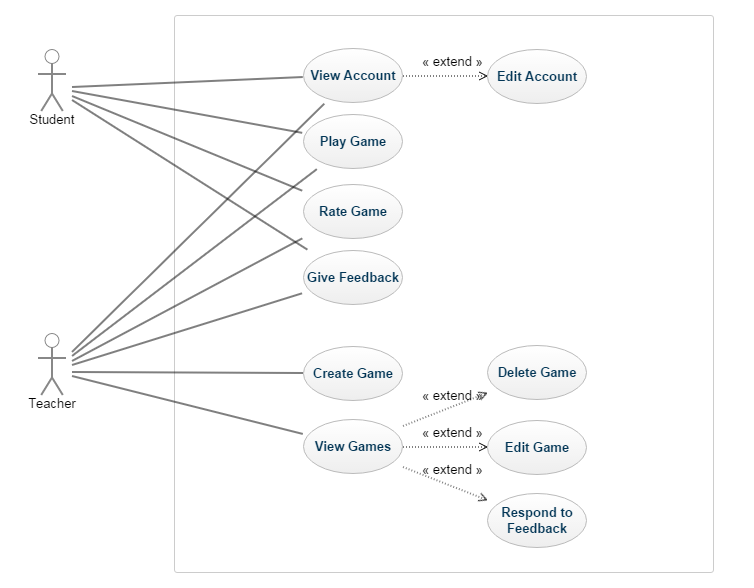 View Account
« extend »
Edit Account
Student
Play Game
Rate Game
Give Feedback
Teacher
Create Game
Delete Game
« extend »
View Games
« extend »
Edit Game
« extend »
Respond to
Feedback